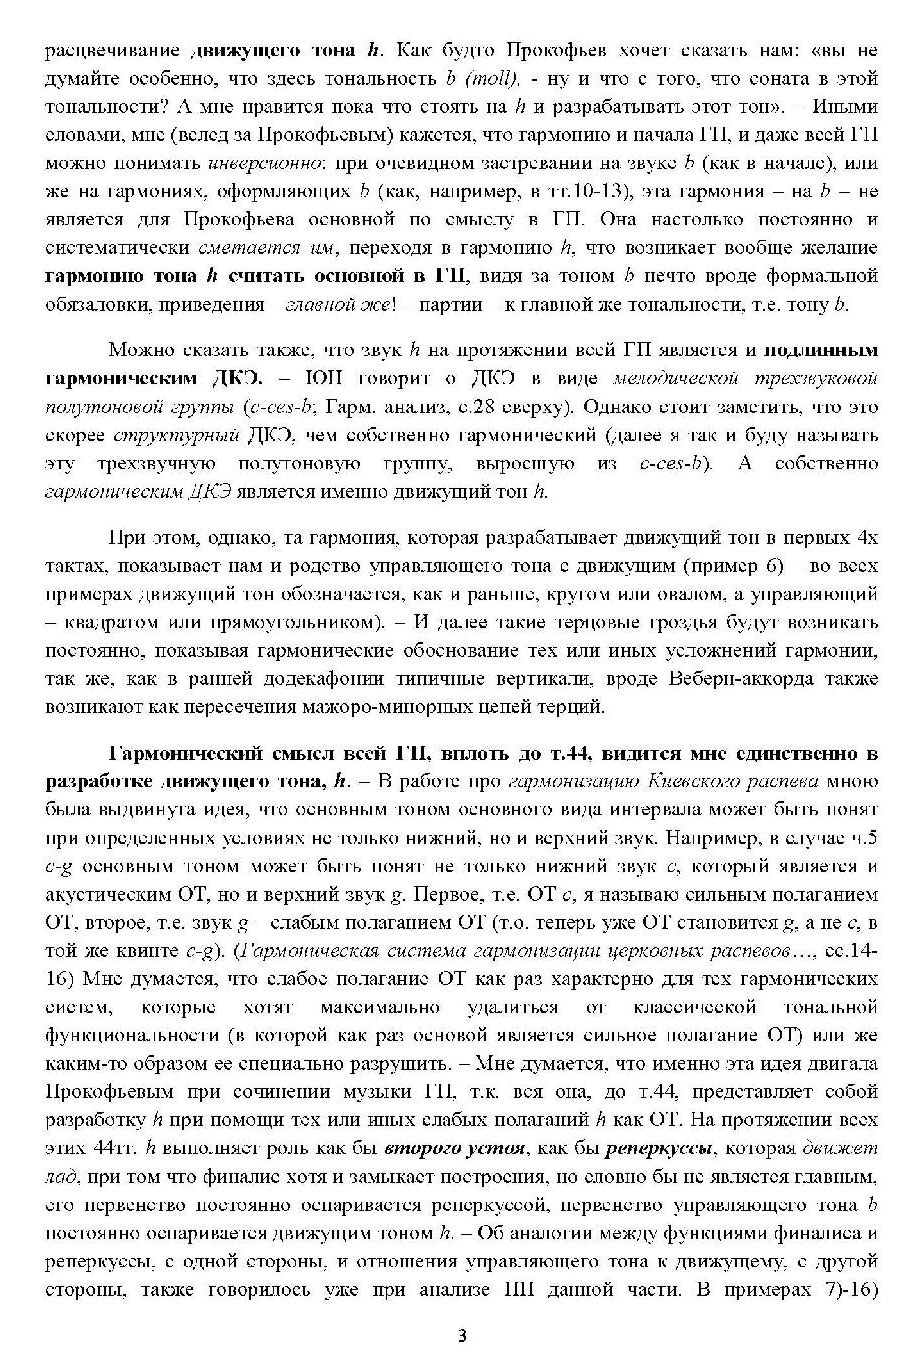 расцвечивание движущего тона h. Как будто Прокофьев хочет сказать нам: «вы не
думайте особенно, что здесь тональность b (moll), - ну и что с того, что соната в этой
тональности? А мне нравится пока что стоять на h и разрабатывать этот тон». – Иными
словами, мне (вслед за Прокофьевым) кажется, что гармонию и начала ГП, и даже всей ГП
можно понимать инверсионно: при очевидном застревании на звуке b (как в начале), или
же на гармониях, оформляющих b (как, например, в тт.10-13), эта гармония – на b – не
является для Прокофьева основной по смыслу в ГП. Она настолько постоянно и
систематически сметается им, переходя в гармонию h, что возникает вообще желание
гармонию тона h считать основной в ГП, видя за тоном b нечто вроде формальной
обязаловки, приведения – главной же! – партии – к главной же тональности, т.е. тону b.
Можно сказать также, что звук h на протяжении всей ГП является и подлинным
гармоническим ДКЭ. – ЮН говорит о ДКЭ в виде мелодической трехзвуковой
полутоновой группы (c-ces-b; Гарм. анализ, с.28 сверху). Однако стоит заметить, что это
скорее структурный ДКЭ, чем собственно гармонический (далее я так и буду называть
эту трехзвучную полутоновую группу, выросшую из c-ces-b). А собственно
гармоническим ДКЭ является именно движущий тон h.
При этом, однако, та гармония, которая разрабатывает движущий тон в первых 4х
тактах, показывает нам и родство управляющего тона с движущим (пример 6) – во всех
примерах движущий тон обозначается, как и раньше, кругом или овалом, а управляющий
– квадратом или прямоугольником). – И далее такие терцовые гроздья будут возникать
постоянно, показывая гармонические обоснование тех или иных усложнений гармонии,
так же, как в ранней додекафонии типичные вертикали, вроде Веберн-аккорда также
возникают как пересечения мажоро-минорных цепей терций.
Гармонический смысл всей ГП, вплоть до т.44, видится мне единственно в
разработке движущего тона, h. – В работе про гармонизацию Киевского распева мною
была выдвинута идея, что основным тоном основного вида интервала может быть понят
при определенных условиях не только нижний, но и верхний звук. Например, в случае ч.5
c-g основным тоном может быть понят не только нижний звук c, который является и
акустическим ОТ, но и верхний звук g. Первое, т.е. ОТ c, я называю сильным полаганием
ОТ, второе, т.е. звук g – слабым полаганием ОТ (т.о. теперь уже ОТ становится g, а не c, в
той же квинте c-g). (Гармоническая система гармонизации церковных распевов…, сс.14-
16) Мне думается, что слабое полагание ОТ как раз характерно для тех гармонических
систем, которые хотят максимально удалиться от классической тональной
функциональности (в которой как раз основой является сильное полагание ОТ) или же
каким-то образом ее специально разрушить. – Мне думается, что именно эта идея двигала
Прокофьевым при сочинении музыки ГП, т.к. вся она, до т.44, представляет собой
разработку h при помощи тех или иных слабых полаганий h как ОТ. На протяжении всех
этих 44тт. h выполняет роль как бы второго устоя, как бы реперкуссы, которая движет
лад, при том что финалис хотя и замыкает построения, но словно бы не является главным,
его первенство постоянно оспаривается реперкуссой, первенство управляющего тона b
постоянно оспаривается движущим тоном h. – Об аналогии между функциями финалиса и
реперкуссы, с одной стороны, и отношения управляющего тона к движущему, с другой
стороны, также говорилось уже при анализе ПП данной части. В примерах 7)-16)
3